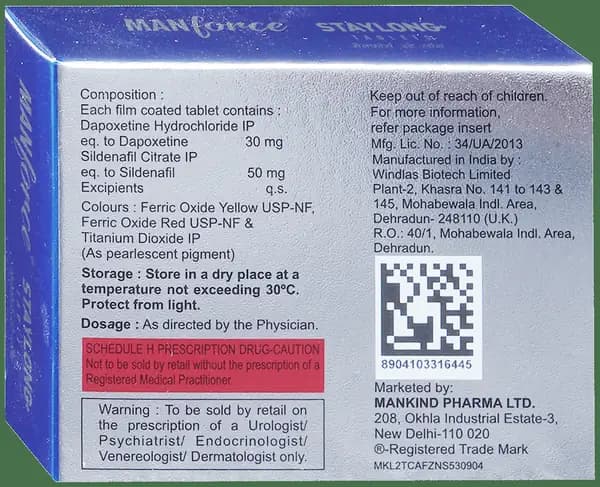 MANforce STAYLONG
TABLETS
MANforce STAYLONG
Composition :
Each film coated tablet contains :
Dapoxetine Hydrochloride IP
eq. to Dapoxetine 30 mg
Sildenafil Citrate IP
eq. to Sildenafil 50 mg
Excipients q.s.
Colours : Ferric Oxide Yellow USP-NF,
Ferric Oxide Red USP-NF &
Titanium Dioxide IP
(As pearlescent pigment)
Storage : Store in a dry place at a
temperature not exceeding 30ºC.
Protect from light.
Dosage : As directed by the Physician.
SCHEDULE H PRESCRIPTION DRUG-CAUTION
Not to be sold by retail without the prescription of a
Registered Medical Practitioner.
Warning : To be sold by retail on
the prescription of a Urologist/
Psychiatrist/ Endocrinologist/
Venereologist/ Dermatologist only.
Keep out of reach of children.
For more information,
refer package insert
Mfg. Lic. No. : 34/UA/2013
Manufactured in India by :
Windlas Biotech Limited
Plant-2, Khasra No. 141 to 143 &
145, Mohabewala Indl. Area,
Dehradun- 248110 (U.K.)
R.O.: 40/1, Mohabewala Indl. Area,
Dehradun.
8904103316445
Marketed by:
MANKIND PHARMA LTD.
208, Okhla Industrial Estate-3,
New Delhi-110 020
®-Registered Trade Mark
MKL2TCAFZNS530904